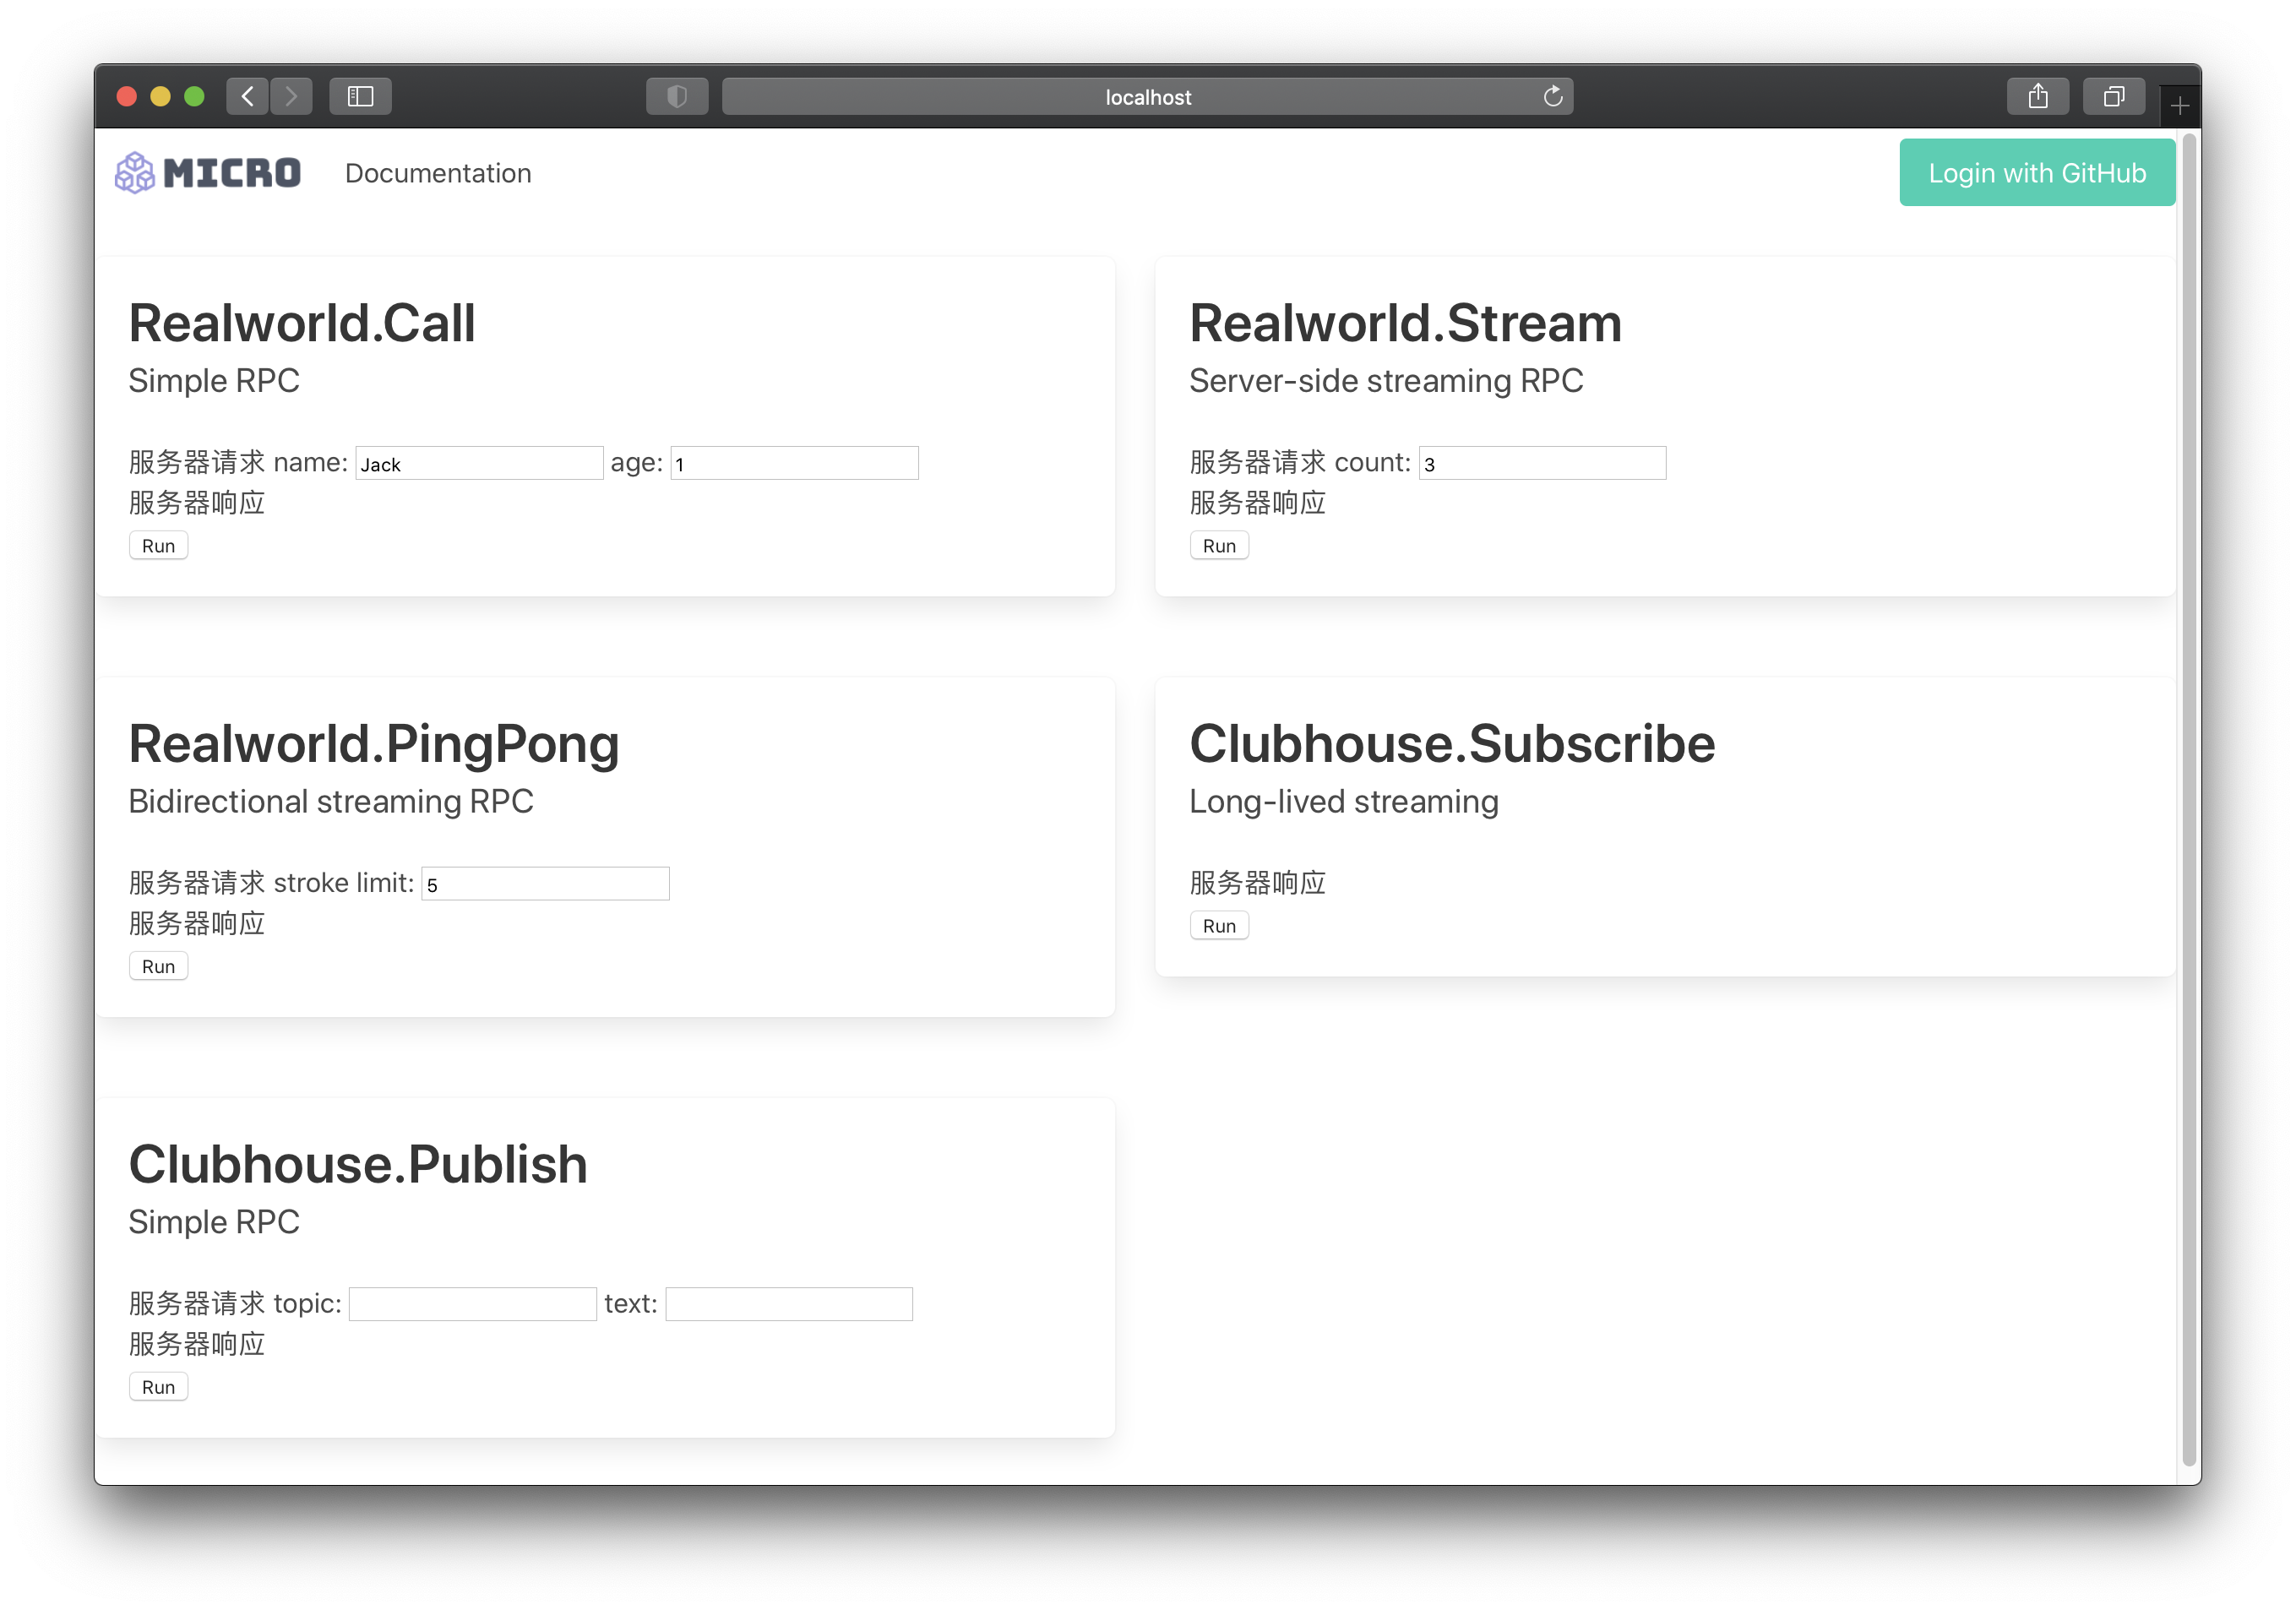 localhost
MICRO Documentation Login with GitHub
Realworld.Call
Simple RPC
服务器请求 name: Jack age: 1
服务器响应
Run
Realworld.Stream
Server-side streaming RPC
服务器请求 count: 3
服务器响应
Run
Realworld.PingPong
Bidirectional streaming RPC
服务器请求 stroke limit: 5
服务器响应
Run
Clubhouse.Subscribe
Long-lived streaming
服务器响应
Run
Clubhouse.Publish
Simple RPC
服务器请求 topic: text:
服务器响应
Run